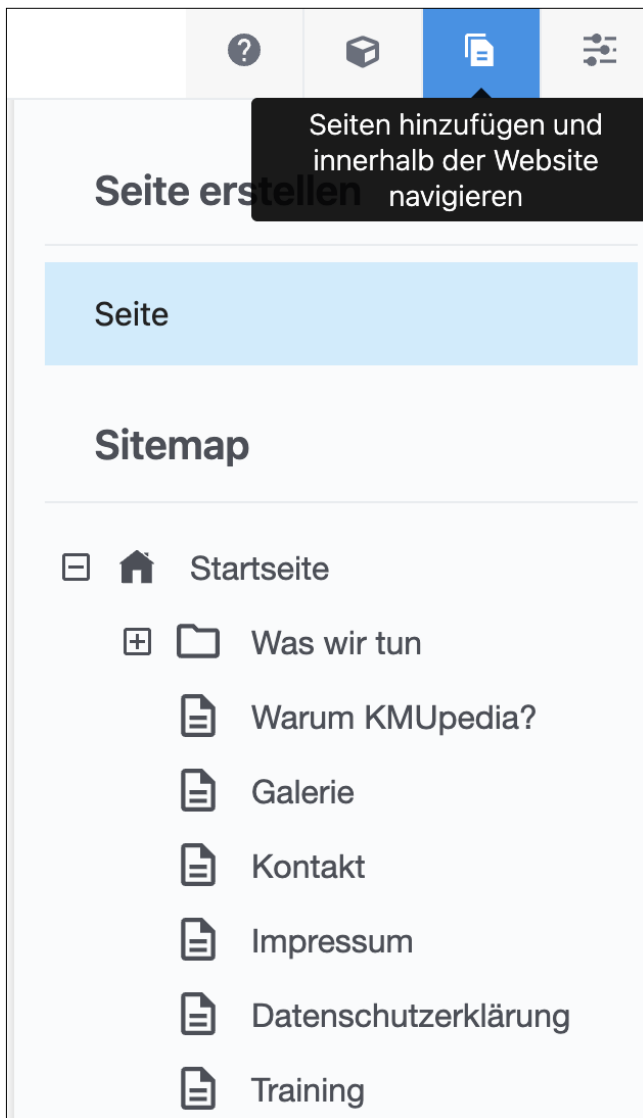 Seiten hinzufügen und
innerhalb der Website
navigieren
Seite erstellen
Seite
Sitemap
Startseite
Was wir tun
Warum KMUpedia?
Galerie
Kontakt
Impressum
Datenschutzerklärung
Training